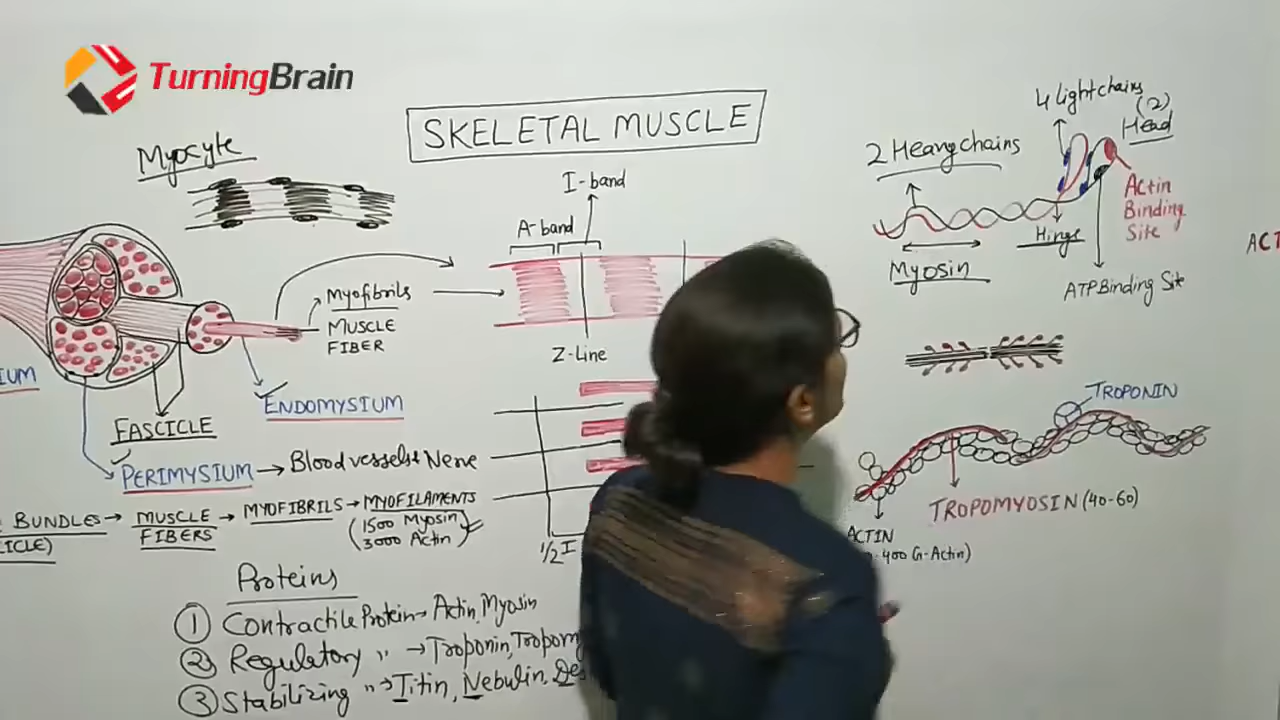 TurningBrain
SKELETAL MUSCLE
Myocyte
I-band
A-band
Myofibrils
MUSCLE
FIBER
Z-Line
ENDOMYSIUM
FASCICLE
PERIMYSIUM → Blood vessels & Nerve
BUNDLES → MUSCLE FIBERS → MYOFIBRILS → MYOFILAMENTS
(1500 Myosin
3000 Actin)
1/2 I
Proteins
1 Contractile Protein → Actin, Myosin
2 Regulatory " → Troponin,
3 Stabilizing " → Titin, Nebulin,
4 Light chains
(2)
Head
2 Heavy chains
Actin
Binding
Site
Hinge
Myosin
ATP Binding Site
TROPONIN
TROPOMYOSIN (40-60)
ACTIN
400 G-Actin)